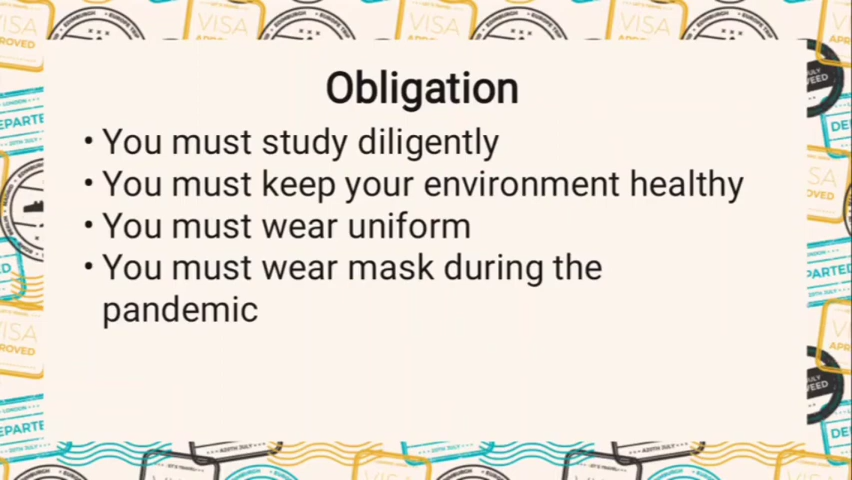 Obligation
• You must study diligently
• You must keep your environment healthy
• You must wear uniform
• You must wear mask during the
pandemic